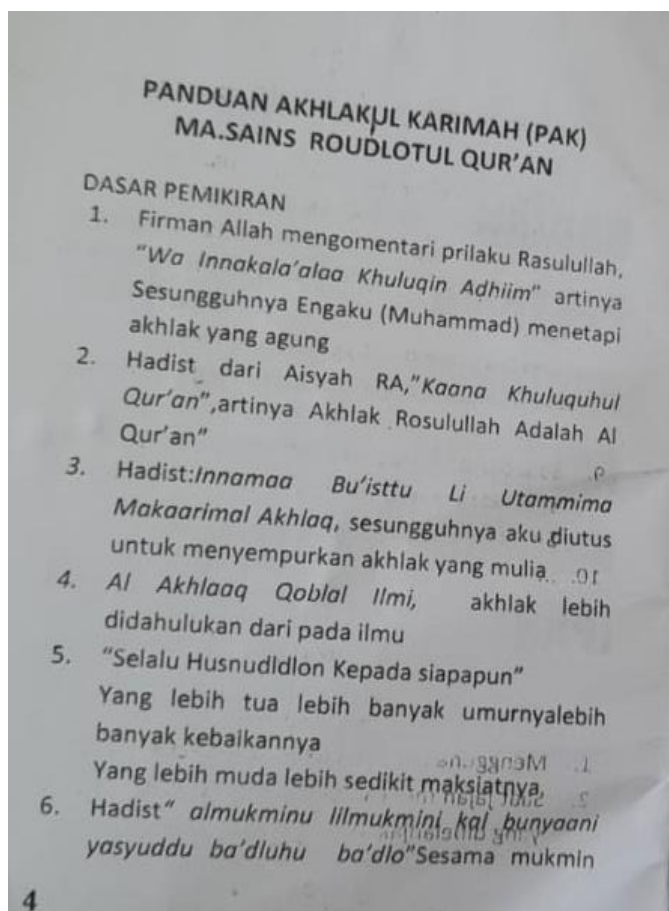 PANDUAN AKHLAKUL KARIMAH (PAK)
MA.SAINS ROUDLOTUL QUR'AN
DASAR PEMIKIRAN
1. Firman Allah mengomentari prilaku Rasulullah,
"Wa Innakala'alaa Khuluqin Adhiim" artinya
Sesungguhnya Engaku (Muhammad) menetapi
akhlak yang agung
2. Hadist dari Aisyah RA,"Kaana Khuluquhul
Qur'an",artinya Akhlak Rosulullah Adalah Al
Qur'an"
3. Hadist:Innamaa Bu'isttu Li Utammima
Makaarimal Akhlaq, sesungguhnya aku diutus
untuk menyempurkan akhlak yang mulia
4. Al Akhlaaq Qoblal Ilmi, akhlak lebih
didahulukan dari pada ilmu
5. "Selalu Husnudldlon Kepada siapapun"
Yang lebih tua lebih banyak umurnyalebih
banyak kebaikannya
Yang lebih muda lebih sedikit maksiatnya,
6. Hadist" almukminu lilmukmini kal bunyaani
yasyuddu ba'dluhu ba'dlo"Sesama mukmin
4